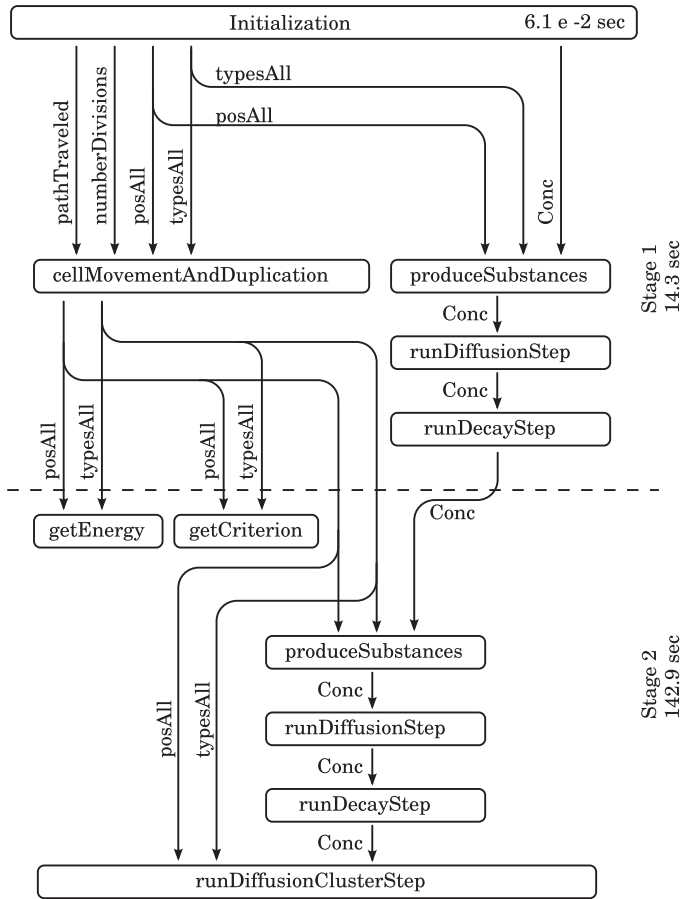 Initialization 6.1 e -2 sec
typesAll
posAll
pathTraveled
numberDivisions
posAll
typesAll
Conc
cellMovementAndDuplication
produceSubstances
Stage 1
14.3 sec
Conc
runDiffusionStep
Conc
runDecayStep
posAll
typesAll
posAll
typesAll
Conc
getEnergy
getCriterion
produceSubstances
Stage 2
142.9 sec
Conc
posAll
typesAll
runDiffusionStep
Conc
runDecayStep
Conc
runDiffusionClusterStep